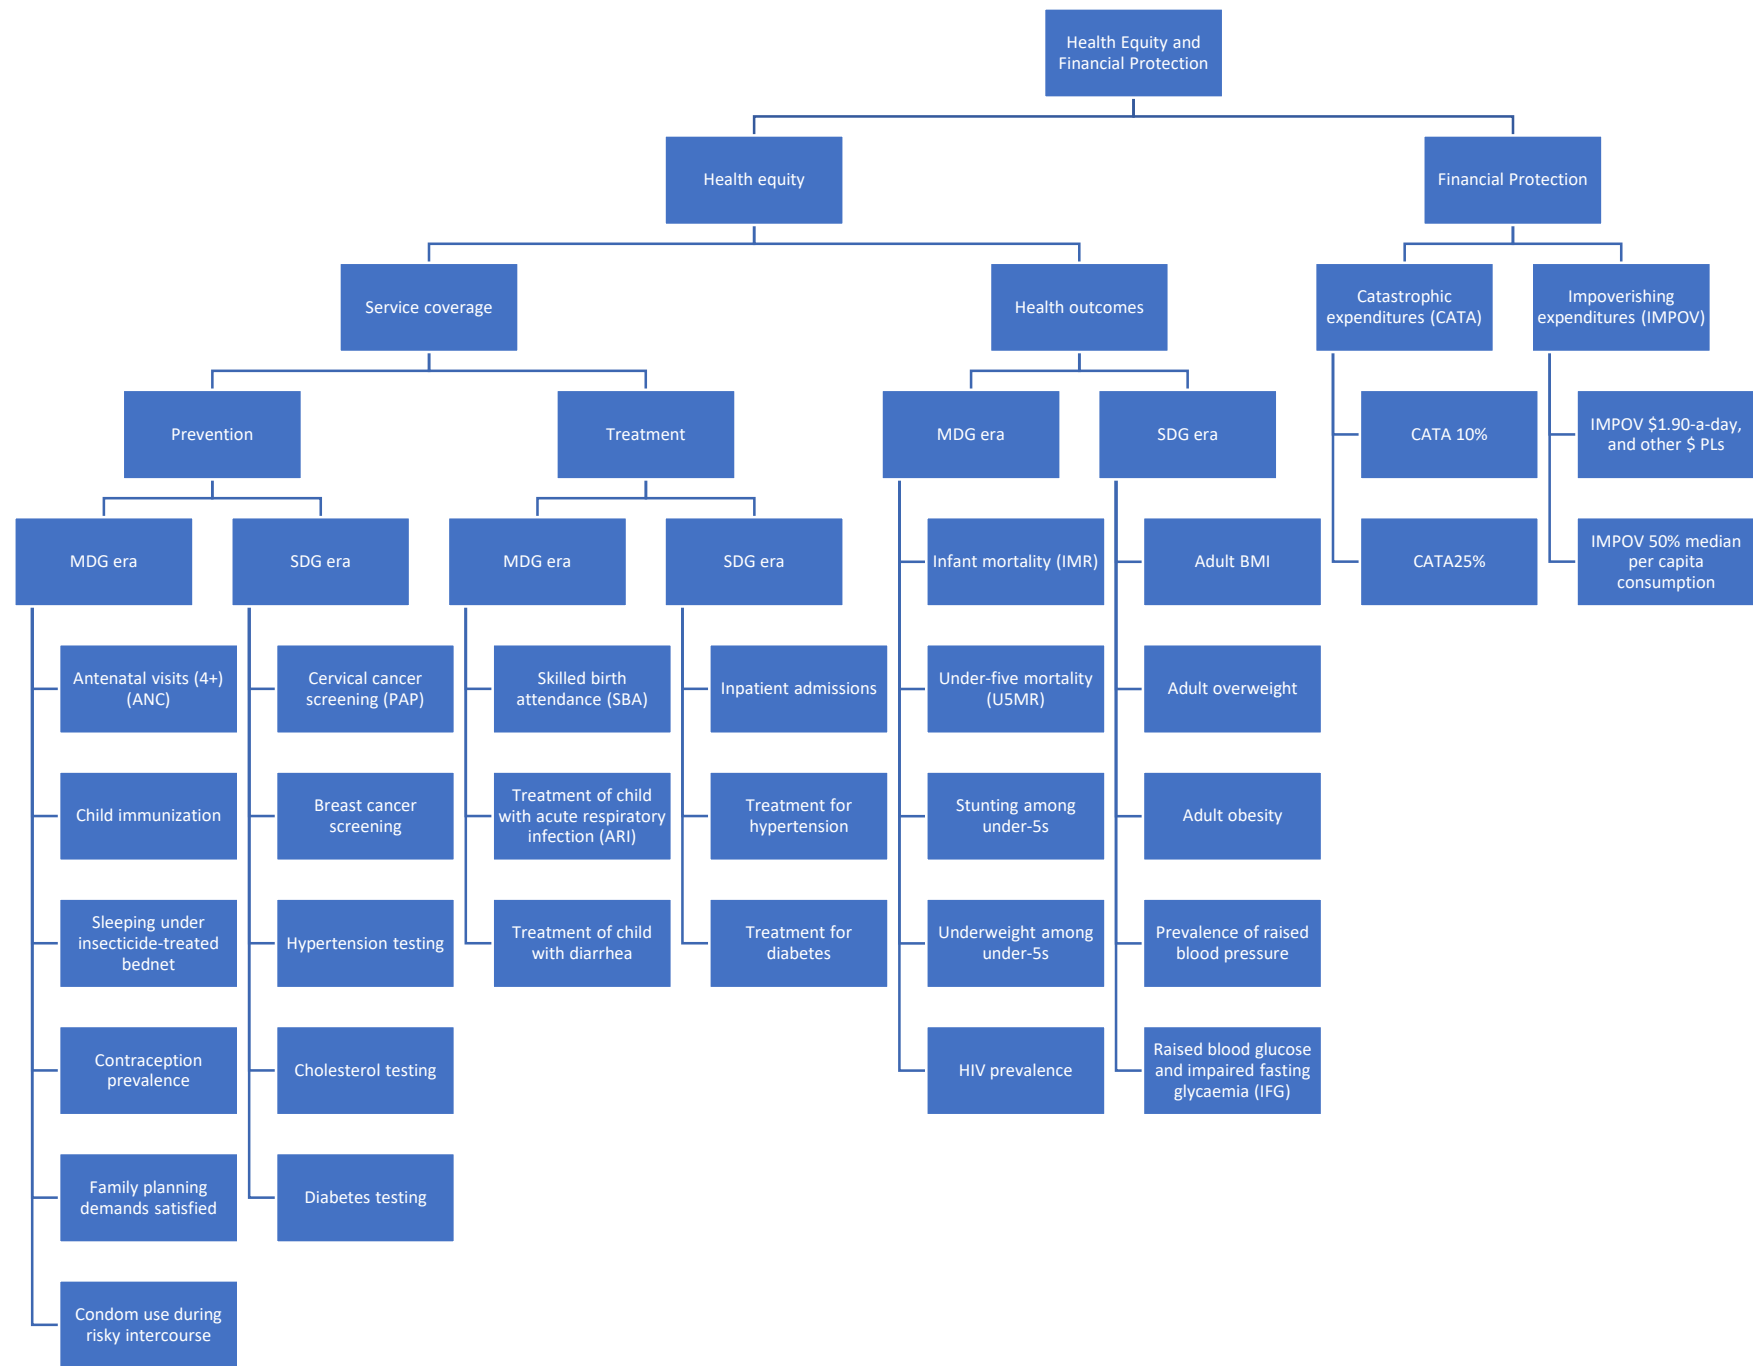 Health Equity and
Financial Protection
Health equity
Financial Protection
Service coverage
Health outcomes
Catastrophic
expenditures (CATA)
Impoverishing
expenditures (IMPOV)
Prevention
Treatment
MDG era
SDG era
CATA 10%
IMPOV $1.90-a-day,
and other $ PLs
MDG era
SDG era
MDG era
SDG era
Infant mortality (IMR)
Adult BMI
CATA25%
IMPOV 50% median
per capita
consumption
Antenatal visits (4+)
(ANC)
Cervical cancer
screening (PAP)
Skilled birth
attendance (SBA)
Inpatient admissions
Under-five mortality
(U5MR)
Adult overweight
Child immunization
Breast cancer
screening
Treatment of child
with acute respiratory
infection (ARI)
Treatment for
hypertension
Stunting among
under-5s
Adult obesity
Sleeping under
insecticide-treated
bednet
Hypertension testing
Treatment of child
with diarrhea
Treatment for
diabetes
Underweight among
under-5s
Prevalence of raised
blood pressure
Contraception
prevalence
Cholesterol testing
HIV prevalence
Raised blood glucose
and impaired fasting
glycaemia (IFG)
Family planning
demands satisfied
Diabetes testing
Condom use during
risky intercourse